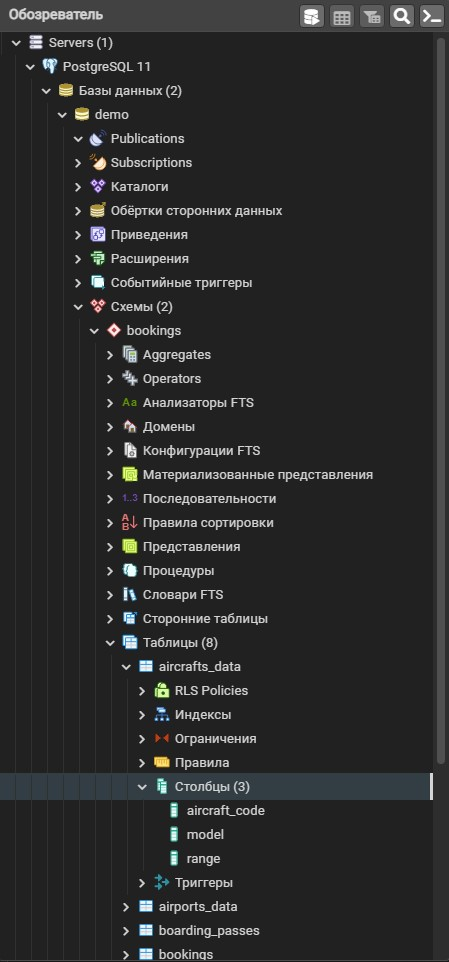 Обозреватель
Servers (1)
PostgreSQL 11
Базы данных (2)
demo
Publications
Subscriptions
Каталоги
Обёртки сторонних данных
Приведения
Расширения
Событийные триггеры
Схемы (2)
bookings
Aggregates
Operators
Aa Анализаторы FTS
Домены
Конфигурации FTS
Материализованные представления
1..3 Последовательности
Правила сортировки
Представления
Процедуры
Словари FTS
Сторонние таблицы
Таблицы (8)
aircrafts_data
RLS Policies
Индексы
Ограничения
Правила
Столбцы (3)
aircraft_code
model
range
Триггеры
airports_data
boarding_passes
bookings